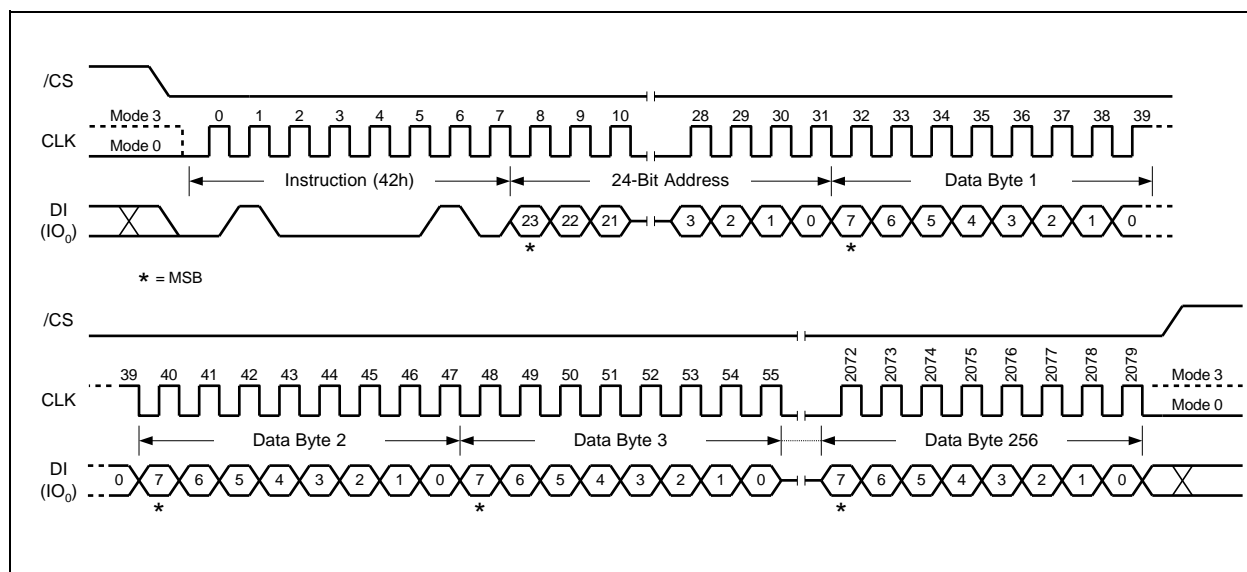 /CS
Mode 3 0 1 2 3 4 5 6 7 8 9 10 28 29 30 31 32 33 34 35 36 37 38 39
CLK
Mode 0
Instruction (42h) 24-Bit Address Data Byte 1
DI
(IO0) 23 22 21 3 2 1 0 7 6 5 4 3 2 1 0
* *
* = MSB
/CS
39 40 41 42 43 44 45 46 47 48 49 50 51 52 53 54 55 2072 2073 2074 2075 2076 2077 2078 2079 Mode 3
CLK
Mode 0
Data Byte 2 Data Byte 3 Data Byte 256
DI
(IO0) 0 7 6 5 4 3 2 1 0 7 6 5 4 3 2 1 0 7 6 5 4 3 2 1 0
* * *